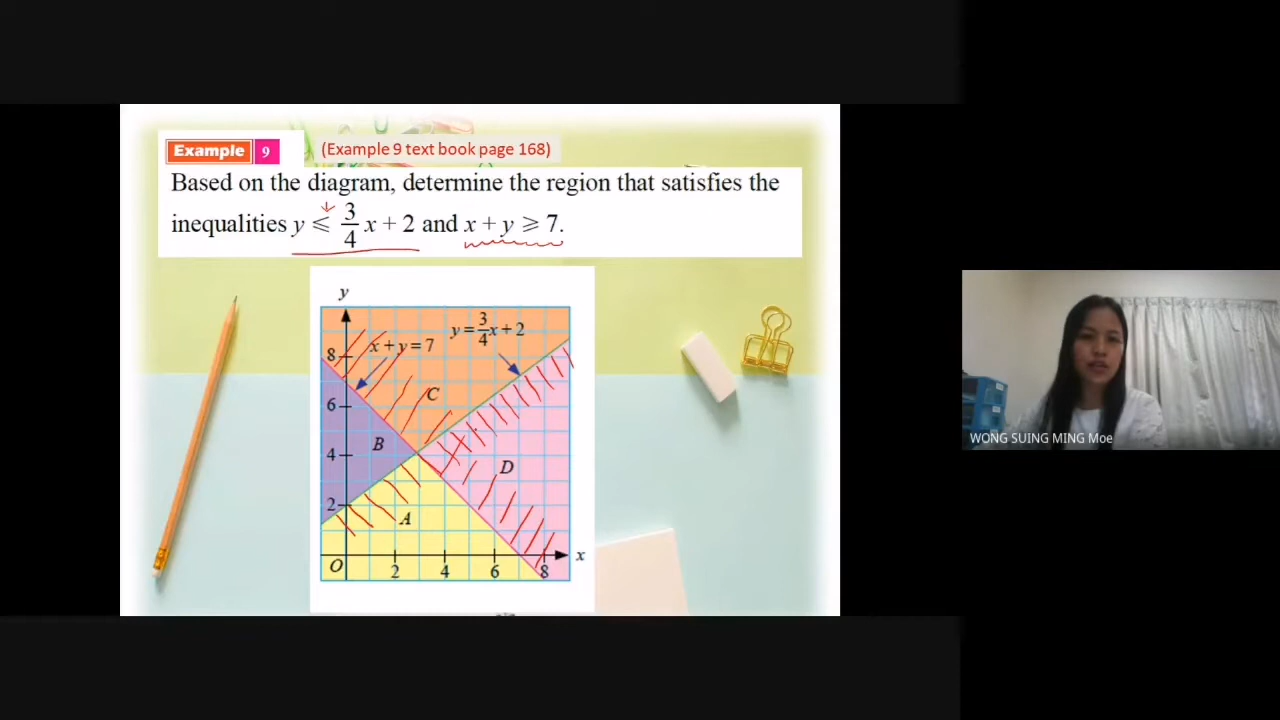 Example 9
(Example 9 text book page 168)
Based on the diagram, determine the region that satisfies the
inequalities y ⩽ 3/4 x + 2 and x + y ⩾ 7.
y
y = 3/4 x + 2
x + y = 7
8
6
4
2
C
B
D
A
O
2 4 6 8
x
WONG SUING MING Moe